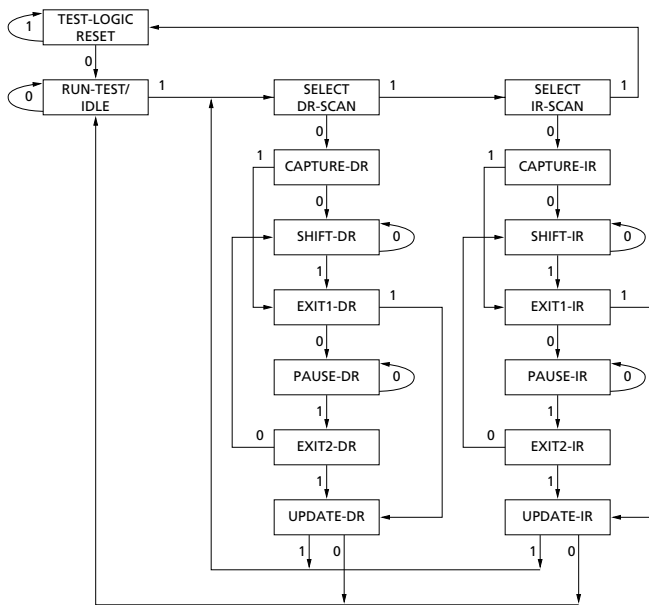 TEST-LOGIC
RESET
1
0
RUN-TEST/
IDLE
0
1
SELECT
DR-SCAN
1
SELECT
IR-SCAN
1
0
0
1
CAPTURE-DR
1
CAPTURE-IR
0
0
SHIFT-DR
0
SHIFT-IR
0
1
1
EXIT1-DR
1
EXIT1-IR
1
0
0
PAUSE-DR
0
PAUSE-IR
0
1
1
0
EXIT2-DR
0
EXIT2-IR
1
1
UPDATE-DR
UPDATE-IR
1
0
1
0